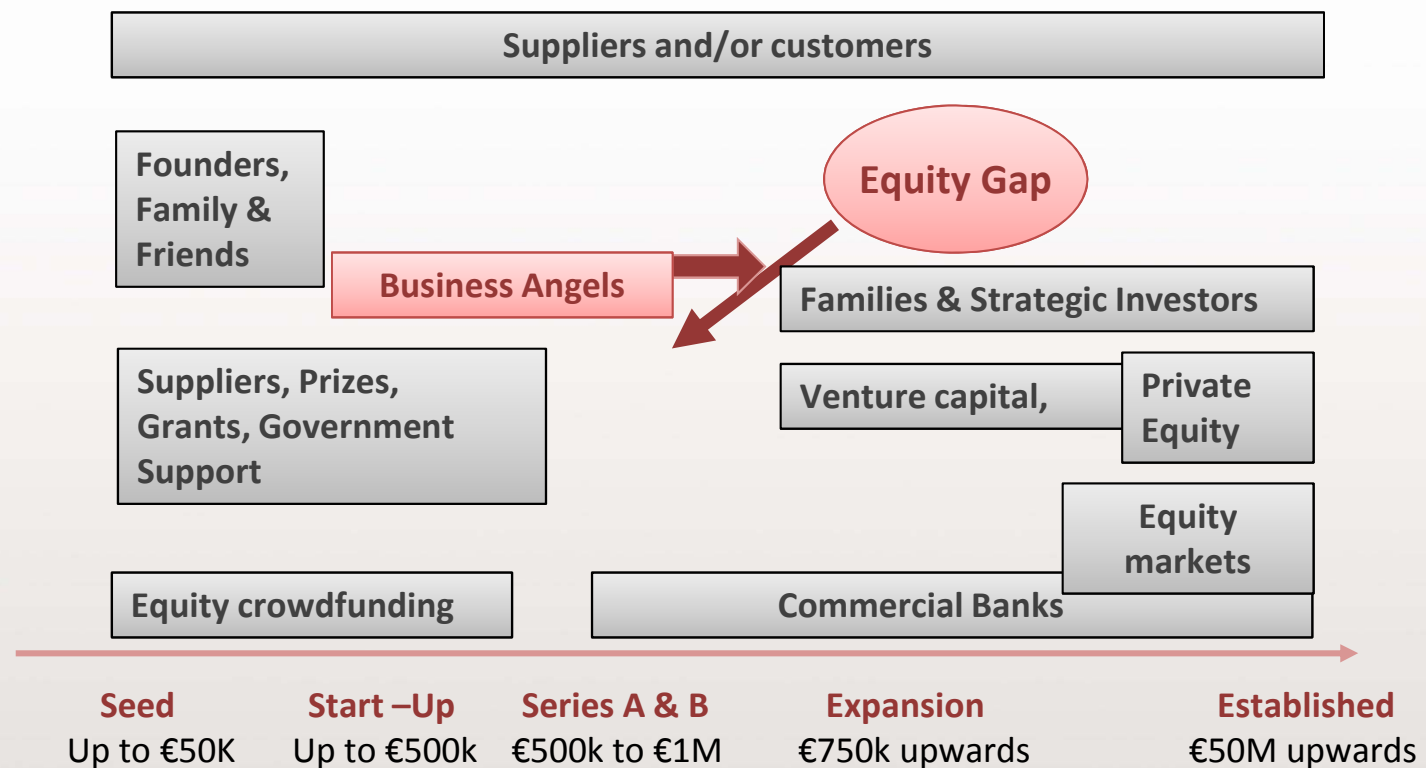 Suppliers and/or customers
Founders,
Family &
Friends
Equity Gap
Business Angels
Families & Strategic Investors
Suppliers, Prizes,
Grants, Government
Support
Venture capital,
Private
Equity
Equity
markets
Equity crowdfunding
Commercial Banks
Seed
Up to €50K
Start –Up
Up to €500k
Series A & B
€500k to €1M
Expansion
€750k upwards
Established
€50M upwards